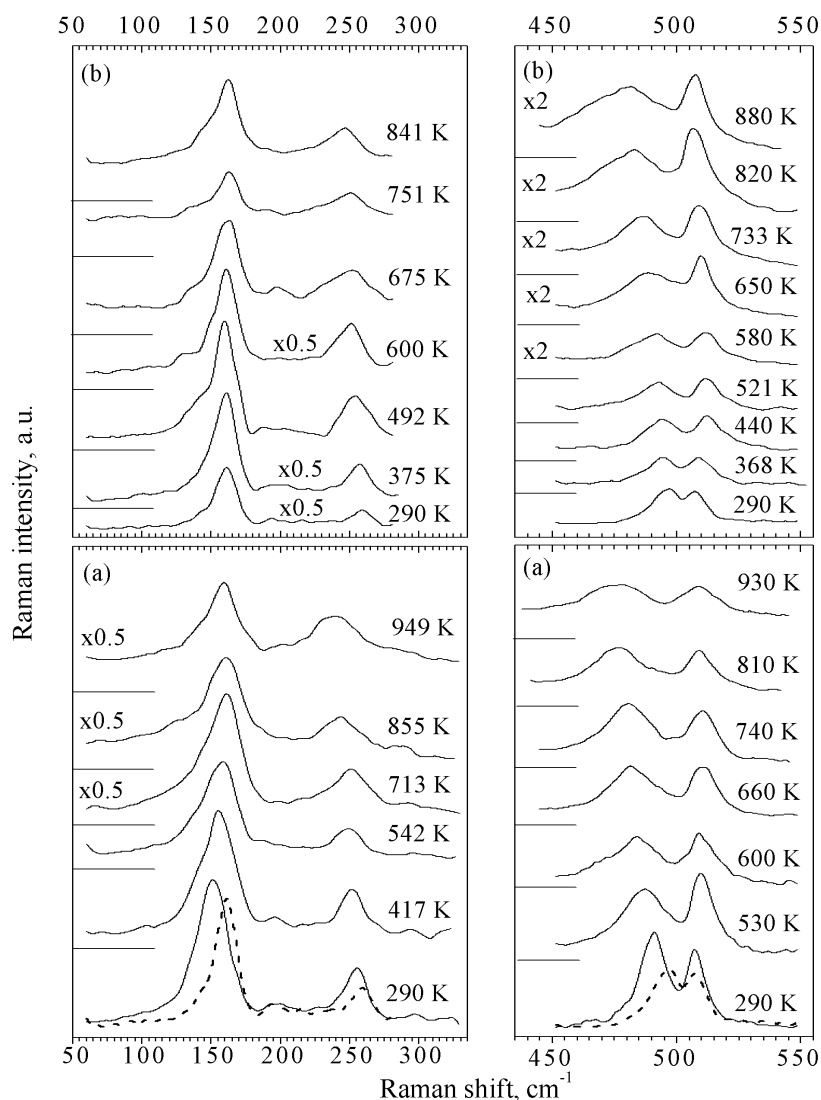 50 100 150 200 250 300
450 500 550
(b)
841 K
751 K
675 K
x0.5
600 K
492 K
x0.5
375 K
x0.5
290 K
(b)
x2
880 K
x2
820 K
x2
733 K
x2
650 K
x2
580 K
521 K
440 K
368 K
290 K
Raman intensity, a.u.
(a)
x0.5
949 K
x0.5
855 K
x0.5
713 K
542 K
417 K
290 K
50 100 150 200 250 300
(a)
930 K
810 K
740 K
660 K
600 K
530 K
290 K
450 500 550
Raman shift, cm-1